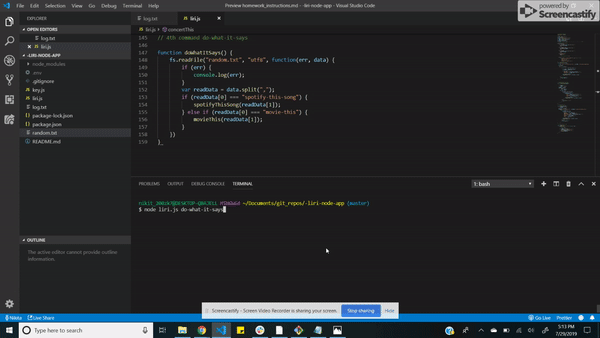 File Edit Selection View Go Debug Terminal Help
Preview homework_instructions.md - -liri-node-app - Visual Studio Code
powered by
Screencastify
EXPLORER
log.txt
liri.js
OPEN EDITORS
log.txt
liri.js
-LIRI-NODE-APP
node_modules
.env
.gitignore
key.js
liri.js
log.txt
package-lock.json
package.json
random.txt
README.md
liri.js > concertThis
145 // 4th command do-what-it-says
146
147 function doWhatItSays() {
148 fs.readFile("random.txt", "utf8", function(err, data) {
149 if (err) {
150 console.log(err);
151 }
152 var readData = data.split(",");
153 if (readData[0] === "spotify-this-song") {
154 spotifyThisSong(readData[1]);
155 } else if (readData[0] === "movie-this") {
156 movieThis(readData[1]);
157 }
158 })
159 }
PROBLEMS OUTPUT DEBUG CONSOLE TERMINAL
1: bash
~/Documents/git_repos/-liri-node-app (master)
$ node liri.js do-what-it-says
OUTLINE
The active editor cannot provide outline
information.
Screencastify - Screen Video Recorder is sharing your screen.
Stop sharing
Hide
Nikita Live Share
Go Live Prettier
Type here to search
5:13 PM
7/29/2019